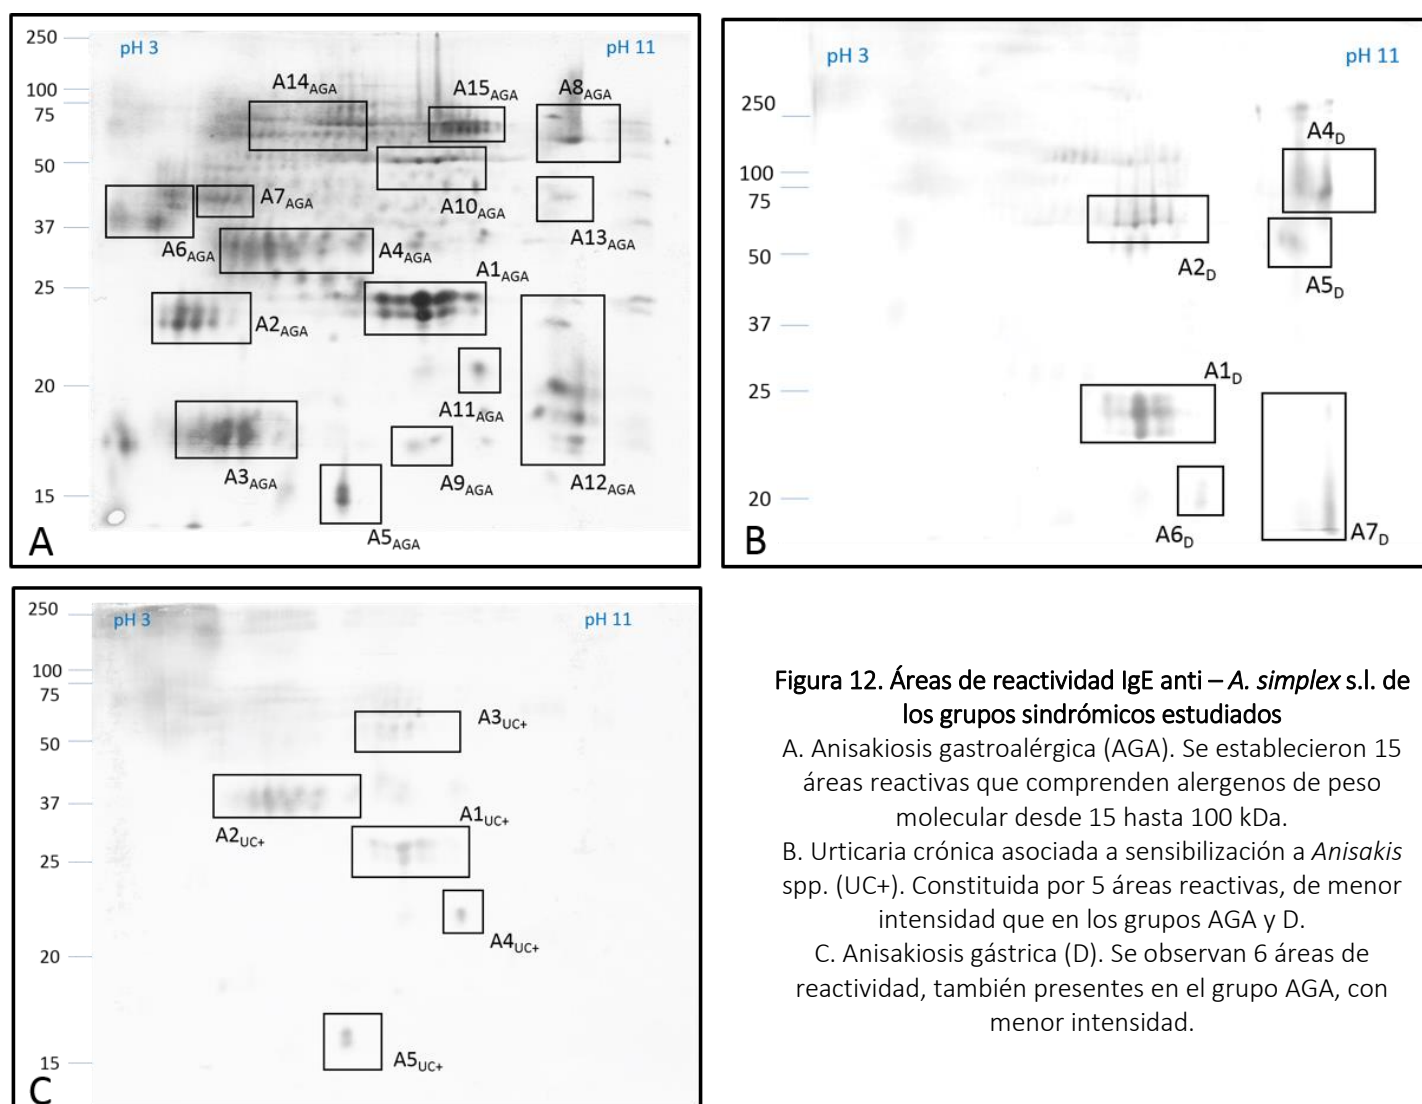 250
pH 3
pH 11
100
75
50
37
25
20
15
A14AGA
A15AGA
A8AGA
A7AGA
A10AGA
A13AGA
A6AGA
A4AGA
A1AGA
A2AGA
A11AGA
A3AGA
A9AGA
A12AGA
A5AGA
A
pH 3
pH 11
250
100
75
50
37
25
20
A4D
A2D
A5D
A1D
A6D
A7D
B
250
pH 3
pH 11
100
75
50
37
25
20
15
A3UC+
A2UC+
A1UC+
A4UC+
A5UC+
C
Figura 12. Áreas de reactividad IgE anti – A. simplex s.l. de
los grupos sindrómicos estudiados
A. Anisakiosis gastroalérgica (AGA). Se establecieron 15
áreas reactivas que comprenden alergenos de peso
molecular desde 15 hasta 100 kDa.
B. Urticaria crónica asociada a sensibilización a Anisakis
spp. (UC+). Constituida por 5 áreas reactivas, de menor
intensidad que en los grupos AGA y D.
C. Anisakiosis gástrica (D). Se observan 6 áreas de
reactividad, también presentes en el grupo AGA, con
menor intensidad.